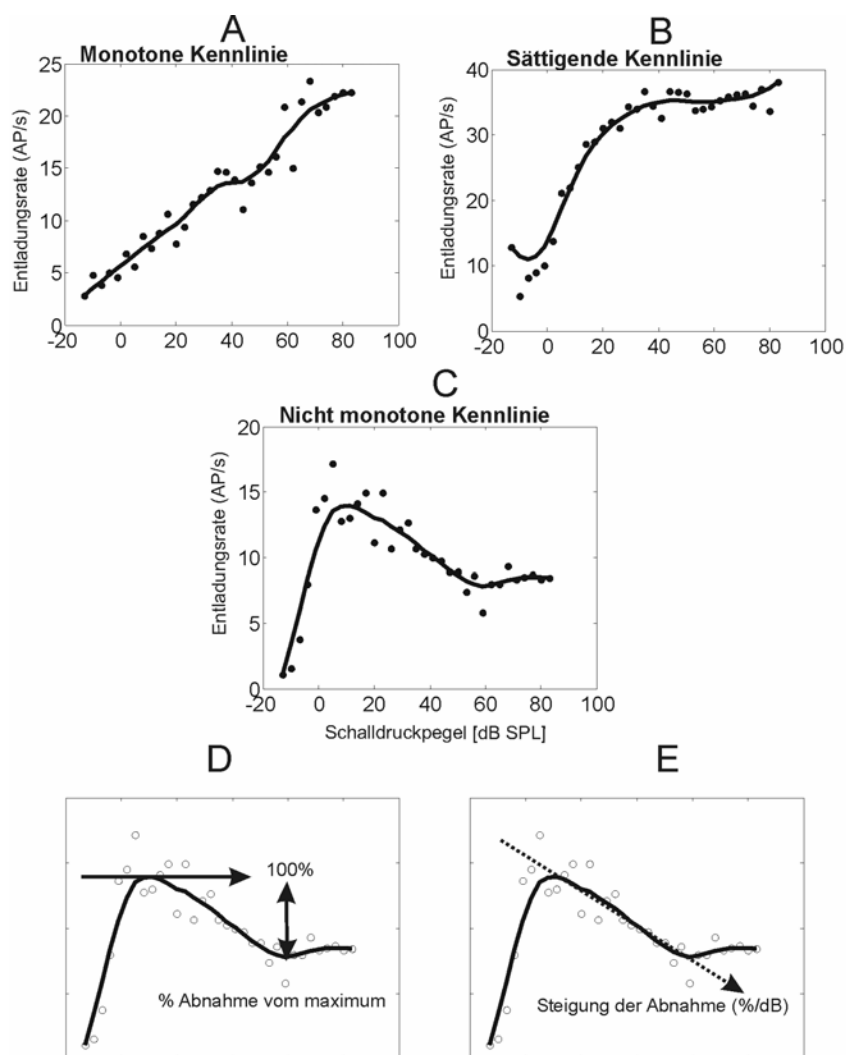 A
Monotone Kennlinie
Entladungsrate (AP/s)
25
20
15
10
5
0
-20 0 20 40 60 80 100
B
Sättigende Kennlinie
Entladungsrate (AP/s)
40
30
20
10
0
-20 0 20 40 60 80 100
C
Nicht monotone Kennlinie
Entladungsrate (AP/s)
20
15
10
5
0
-20 0 20 40 60 80 100
Schalldruckpegel [dB SPL]
D
100%
% Abnahme vom maximum
E
Steigung der Abnahme (%/dB)